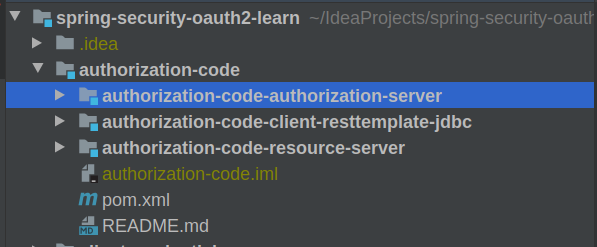 spring-security-oauth2-learn ~/IdeaProjects/spring-security-oauth
.idea
authorization-code
authorization-code-authorization-server
authorization-code-client-resttemplate-jdbc
authorization-code-resource-server
authorization-code.iml
pom.xml
MD README.md